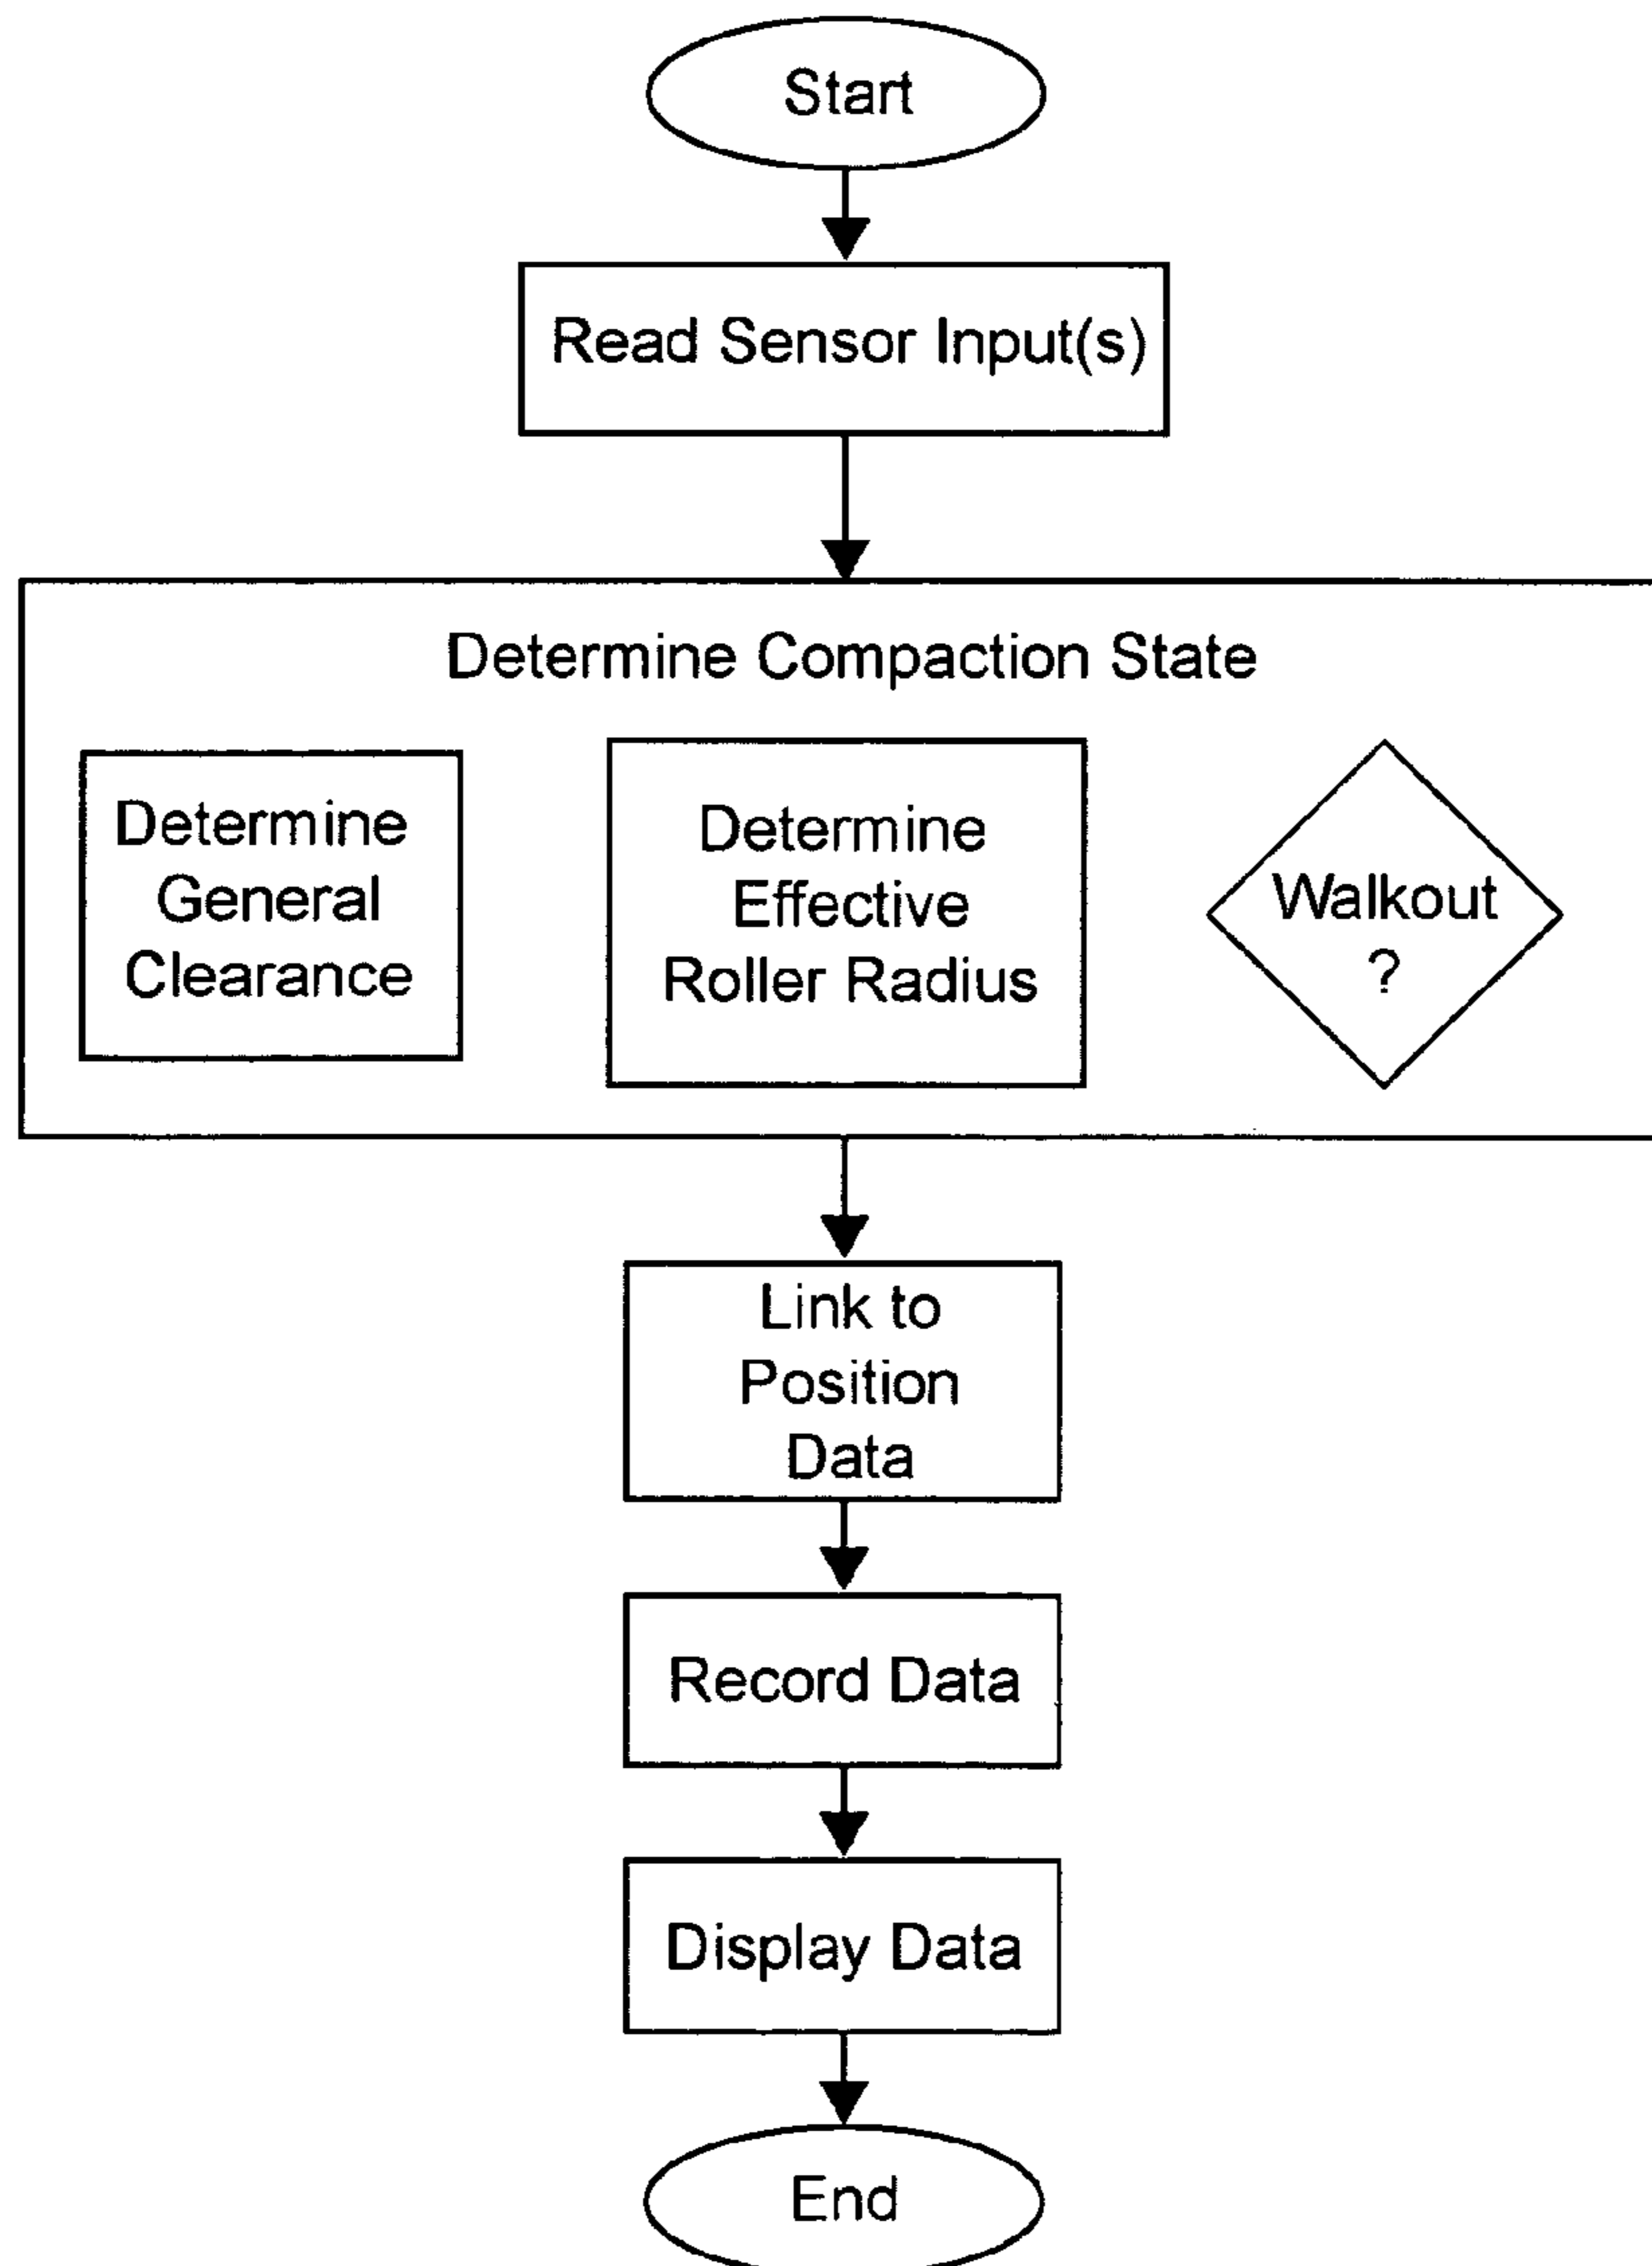 Start
Read Sensor Input(s)
Determine Compaction State
Determine
General
Clearance
Determine
Effective
Roller Radius
Walkout
?
Link to
Position
Data
Record Data
Display Data
End